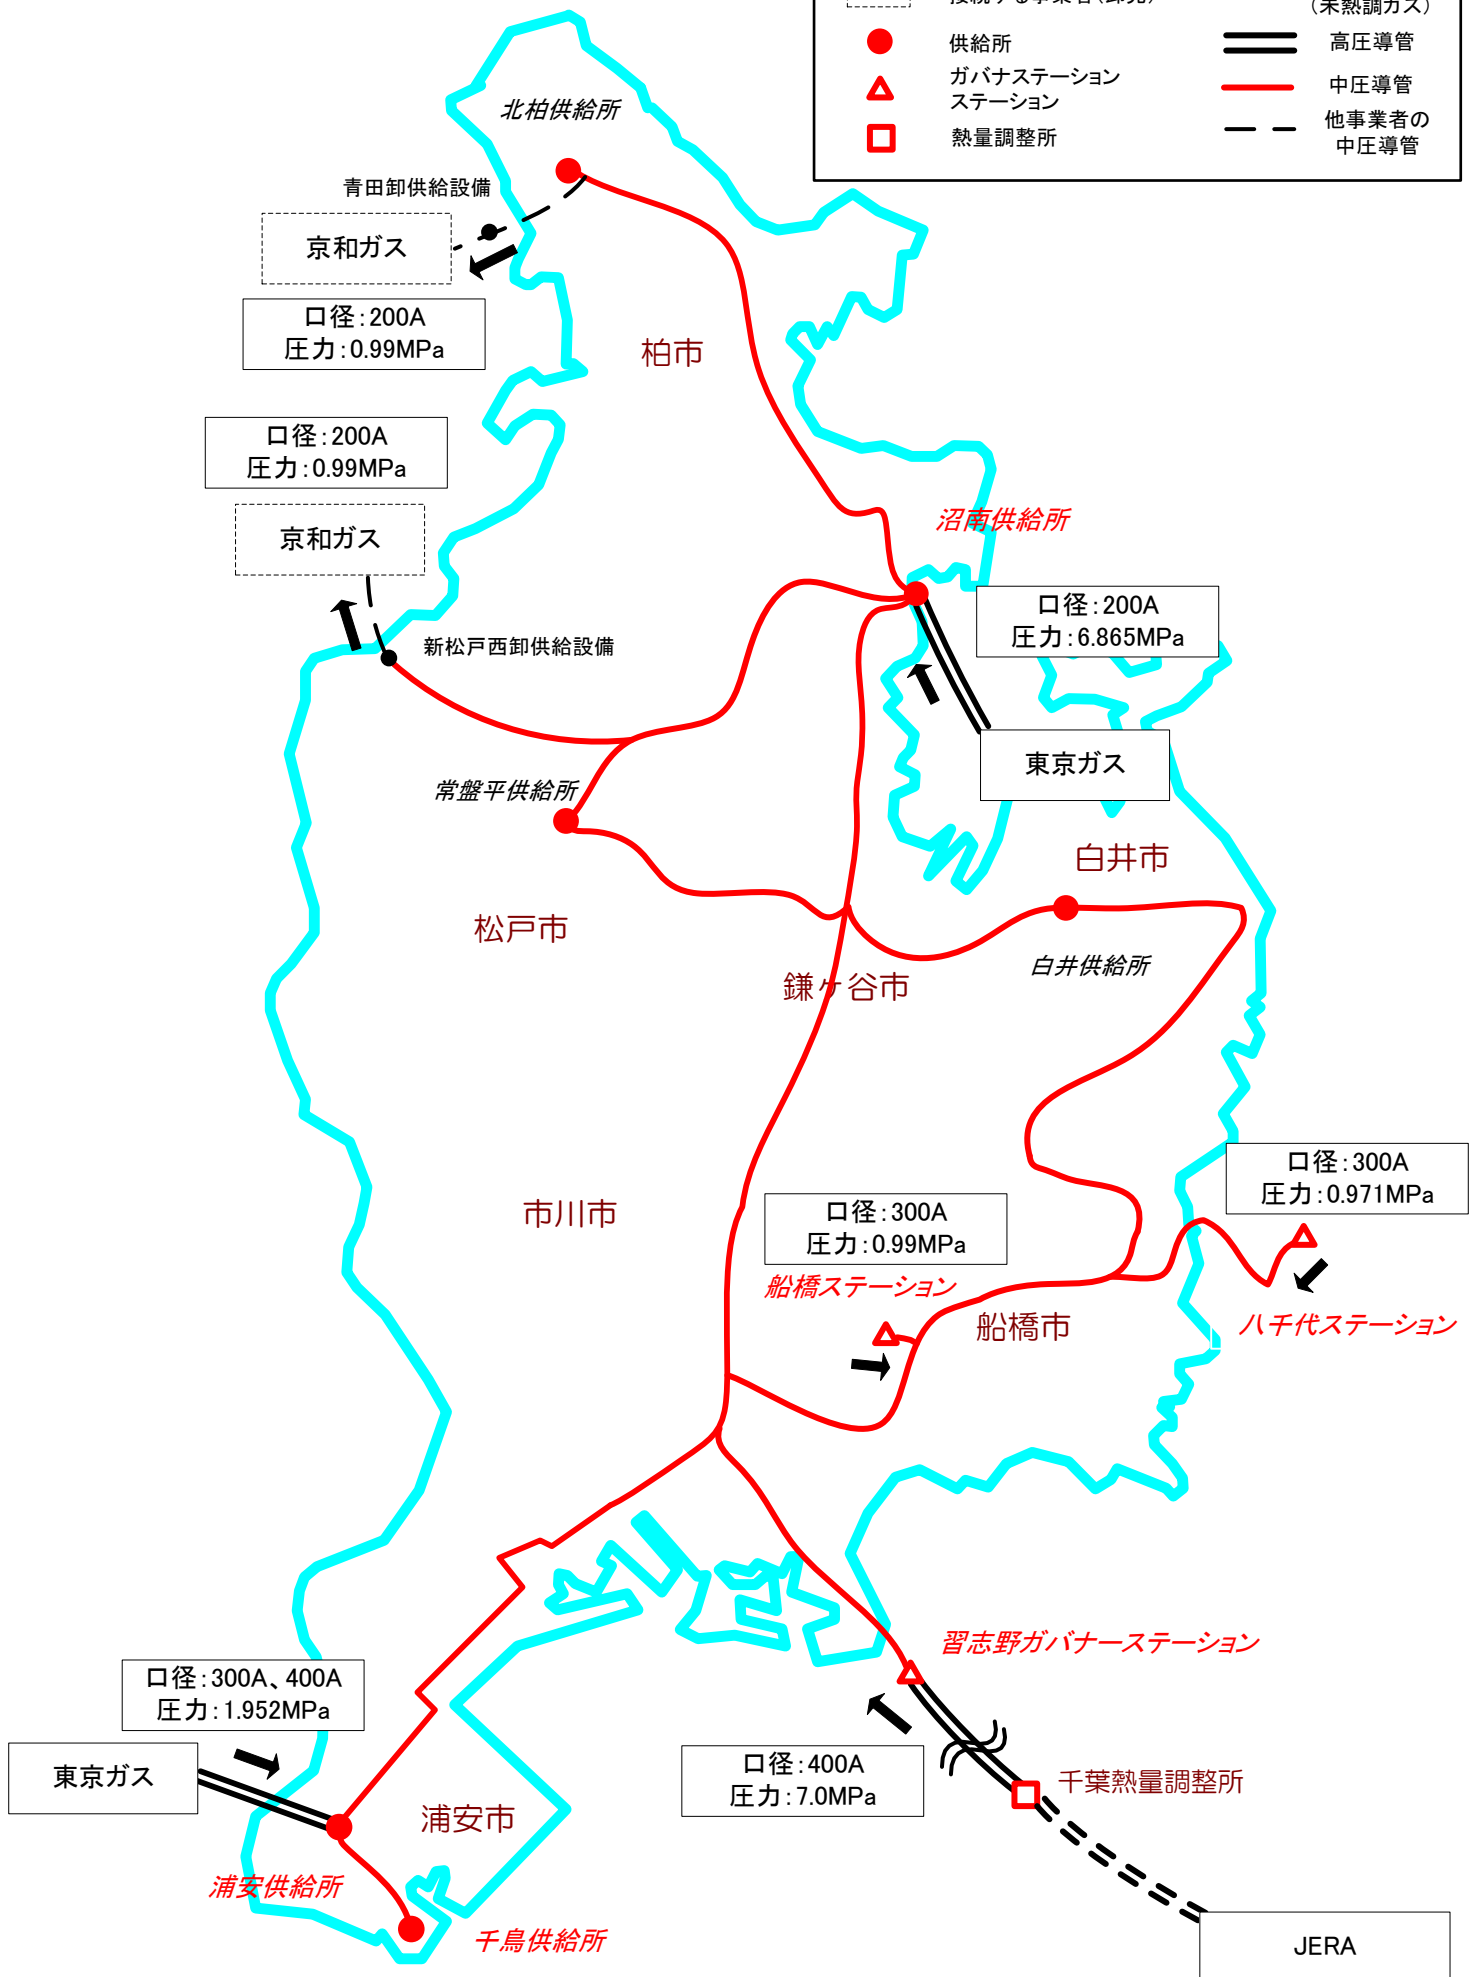 接続する事業者(卸元)
(未熱調ガス)
供給所
高圧導管
ガバナステーション
ステーション
中圧導管
熱量調整所
他事業者の
中圧導管
北柏供給所
青田卸供給設備
京和ガス
口径:200A
圧力:0.99MPa
柏市
口径:200A
圧力:0.99MPa
京和ガス
沼南供給所
口径:200A
圧力:6.865MPa
新松戸西卸供給設備
東京ガス
常盤平供給所
白井市
松戸市
白井供給所
鎌ヶ谷市
口径:300A
圧力:0.971MPa
市川市
口径:300A
圧力:0.99MPa
船橋ステーション
船橋市
八千代ステーション
習志野ガバナーステーション
口径:300A、400A
圧力:1.952MPa
東京ガス
口径:400A
圧力:7.0MPa
千葉熱量調整所
浦安市
浦安供給所
千鳥供給所
JERA